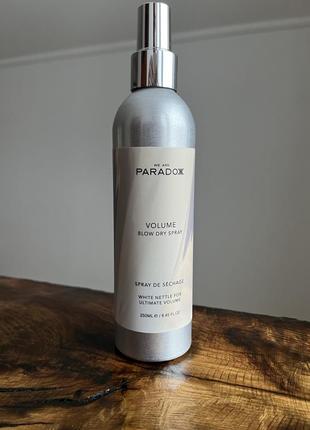 WE ARE
PARADOXX
VOLUME
BLOW DRY SPRAY
SPRAY DE SÉCHAGE
WHITE NETTLE FOR
ULTIMATE VOLUME
250ML ℮ / 8.45 FL OZ